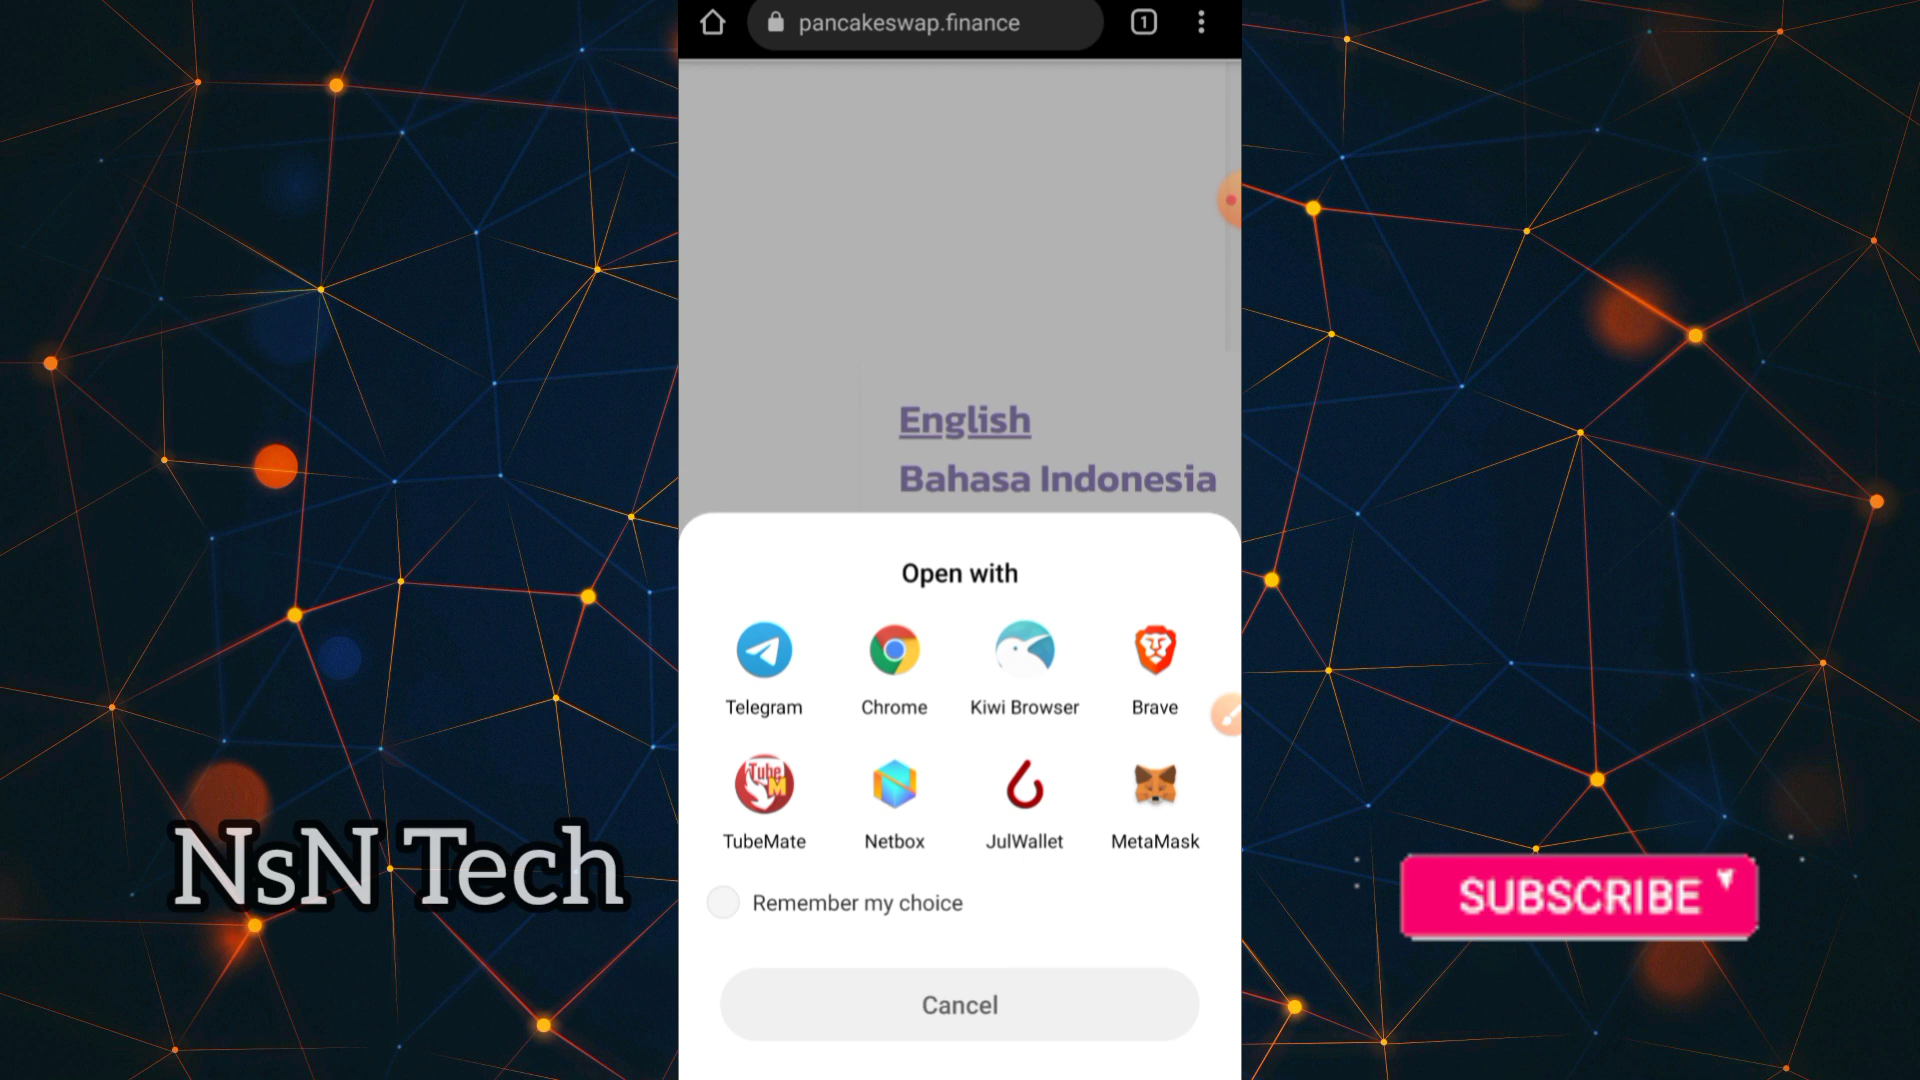 pancakeswap.finance
1
English
Bahasa Indonesia
Open with
Telegram
Chrome
Kiwi Browser
Brave
Tube
M
TubeMate
Netbox
JulWallet
MetaMask
Remember my choice
Cancel
NsN Tech
SUBSCRIBE